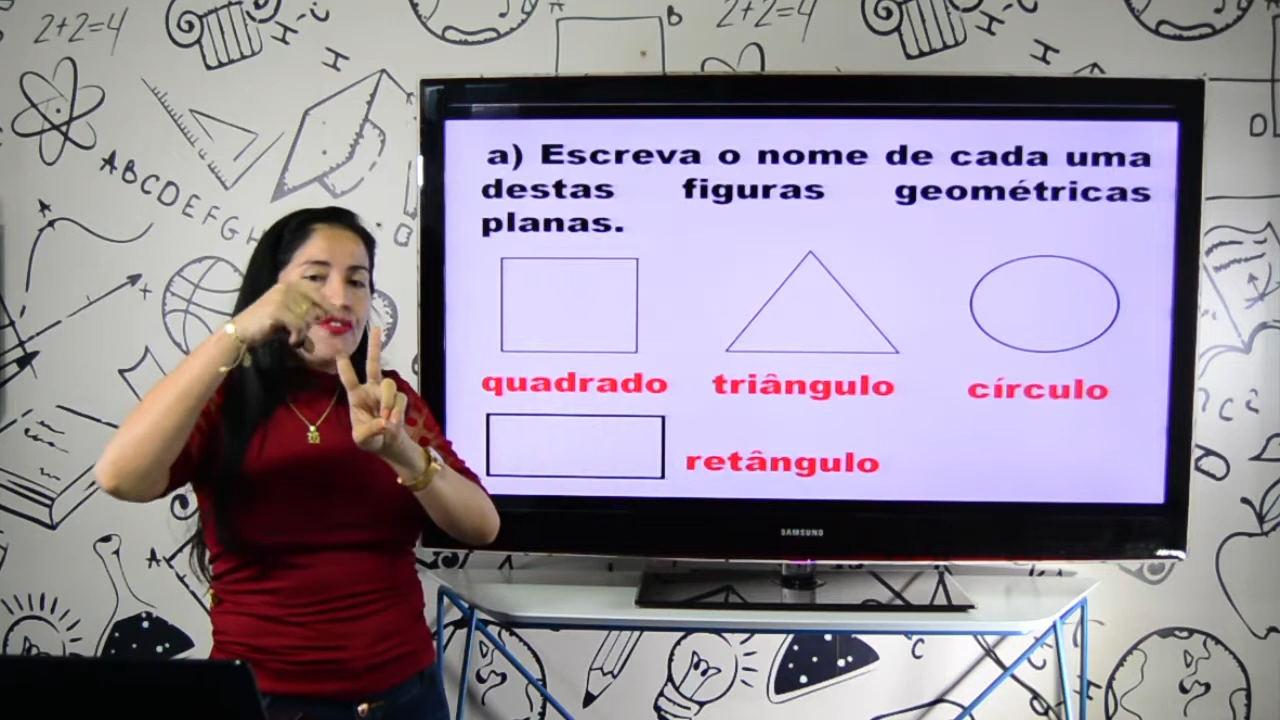 2+2=4
B
2+2=4
H
H
D
ABCDEFGH
a) Escreva o nome de cada uma
destas figuras geométricas
planas.
quadrado triângulo círculo
retângulo
SAMSUNG
A
C